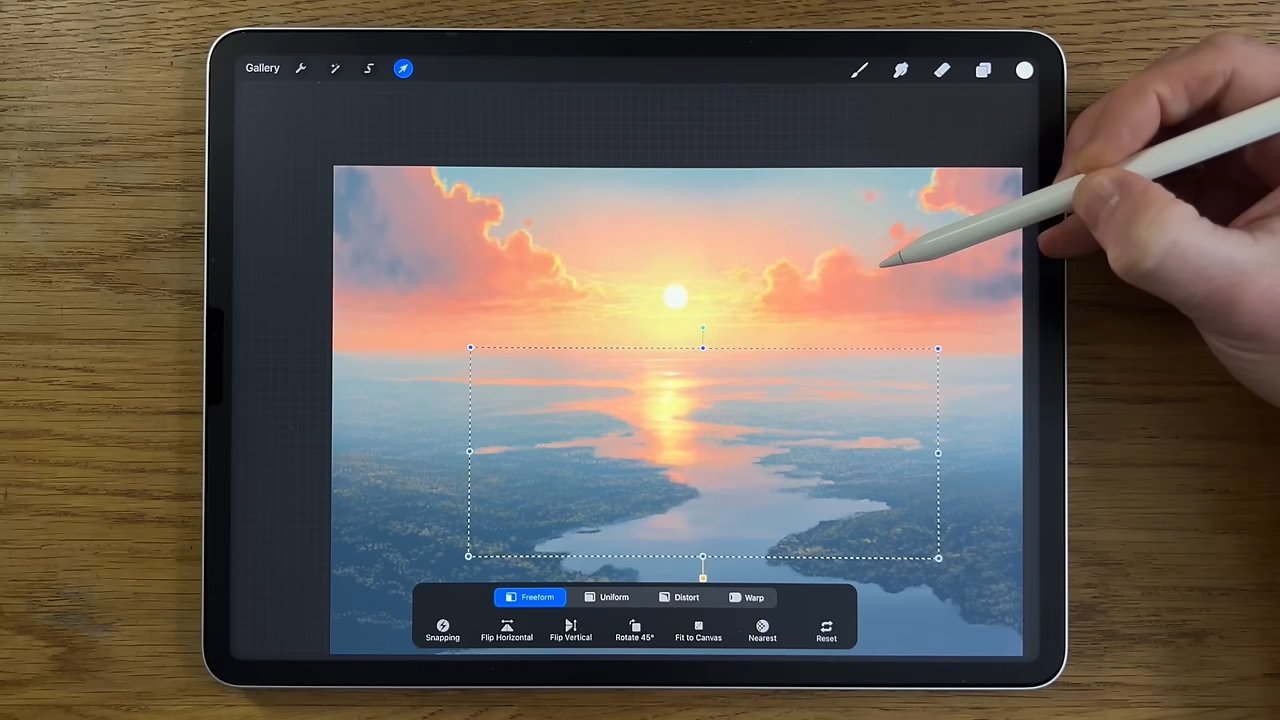 Gallery
Freeform Uniform Distort Warp
Snapping Flip Horizontal Flip Vertical Rotate 45° Fit to Canvas Nearest Reset